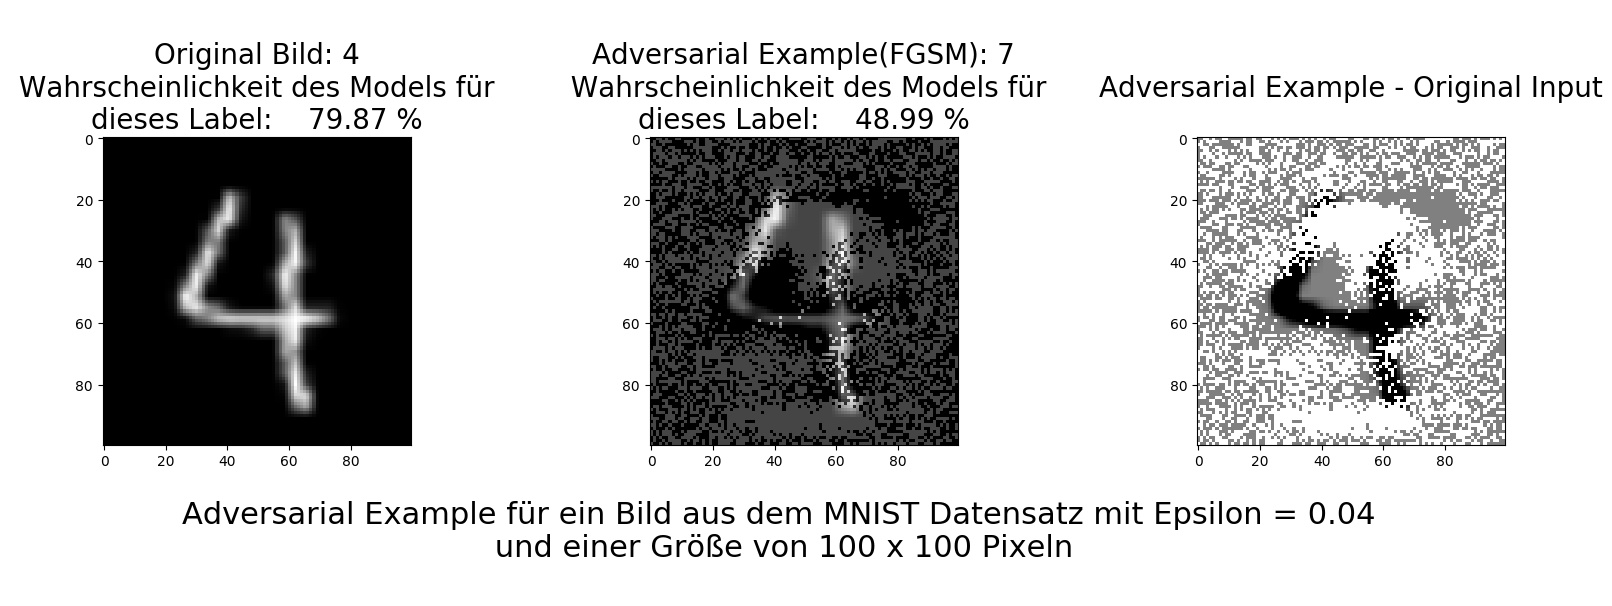 Original Bild: 4
Wahrscheinlichkeit des Models für
dieses Label: 79.87 %
0
20
40
60
80
0 20 40 60 80
Adversarial Example(FGSM): 7
Wahrscheinlichkeit des Models für
dieses Label: 48.99 %
0
20
40
60
80
0 20 40 60 80
Adversarial Example - Original Input
0
20
40
60
80
0 20 40 60 80
Adversarial Example für ein Bild aus dem MNIST Datensatz mit Epsilon = 0.04
und einer Größe von 100 x 100 Pixeln